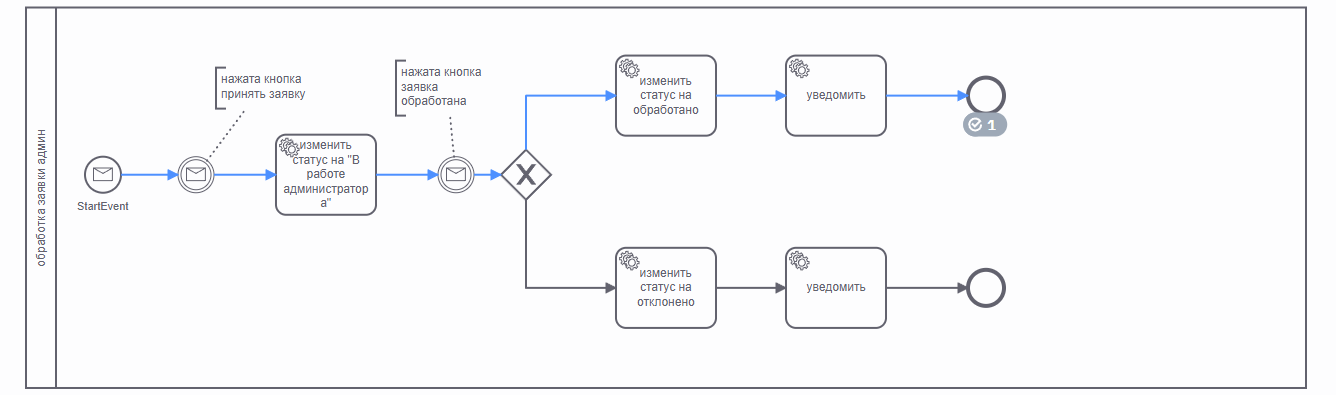 обработка заявки админ
StartEvent
нажата кнопка
принять заявку
изменить
статус на "В
работе
администратор
а"
нажата кнопка
заявка
обработана
X
изменить
статус на
обработано
уведомить
1
изменить
статус на
отклонено
уведомить